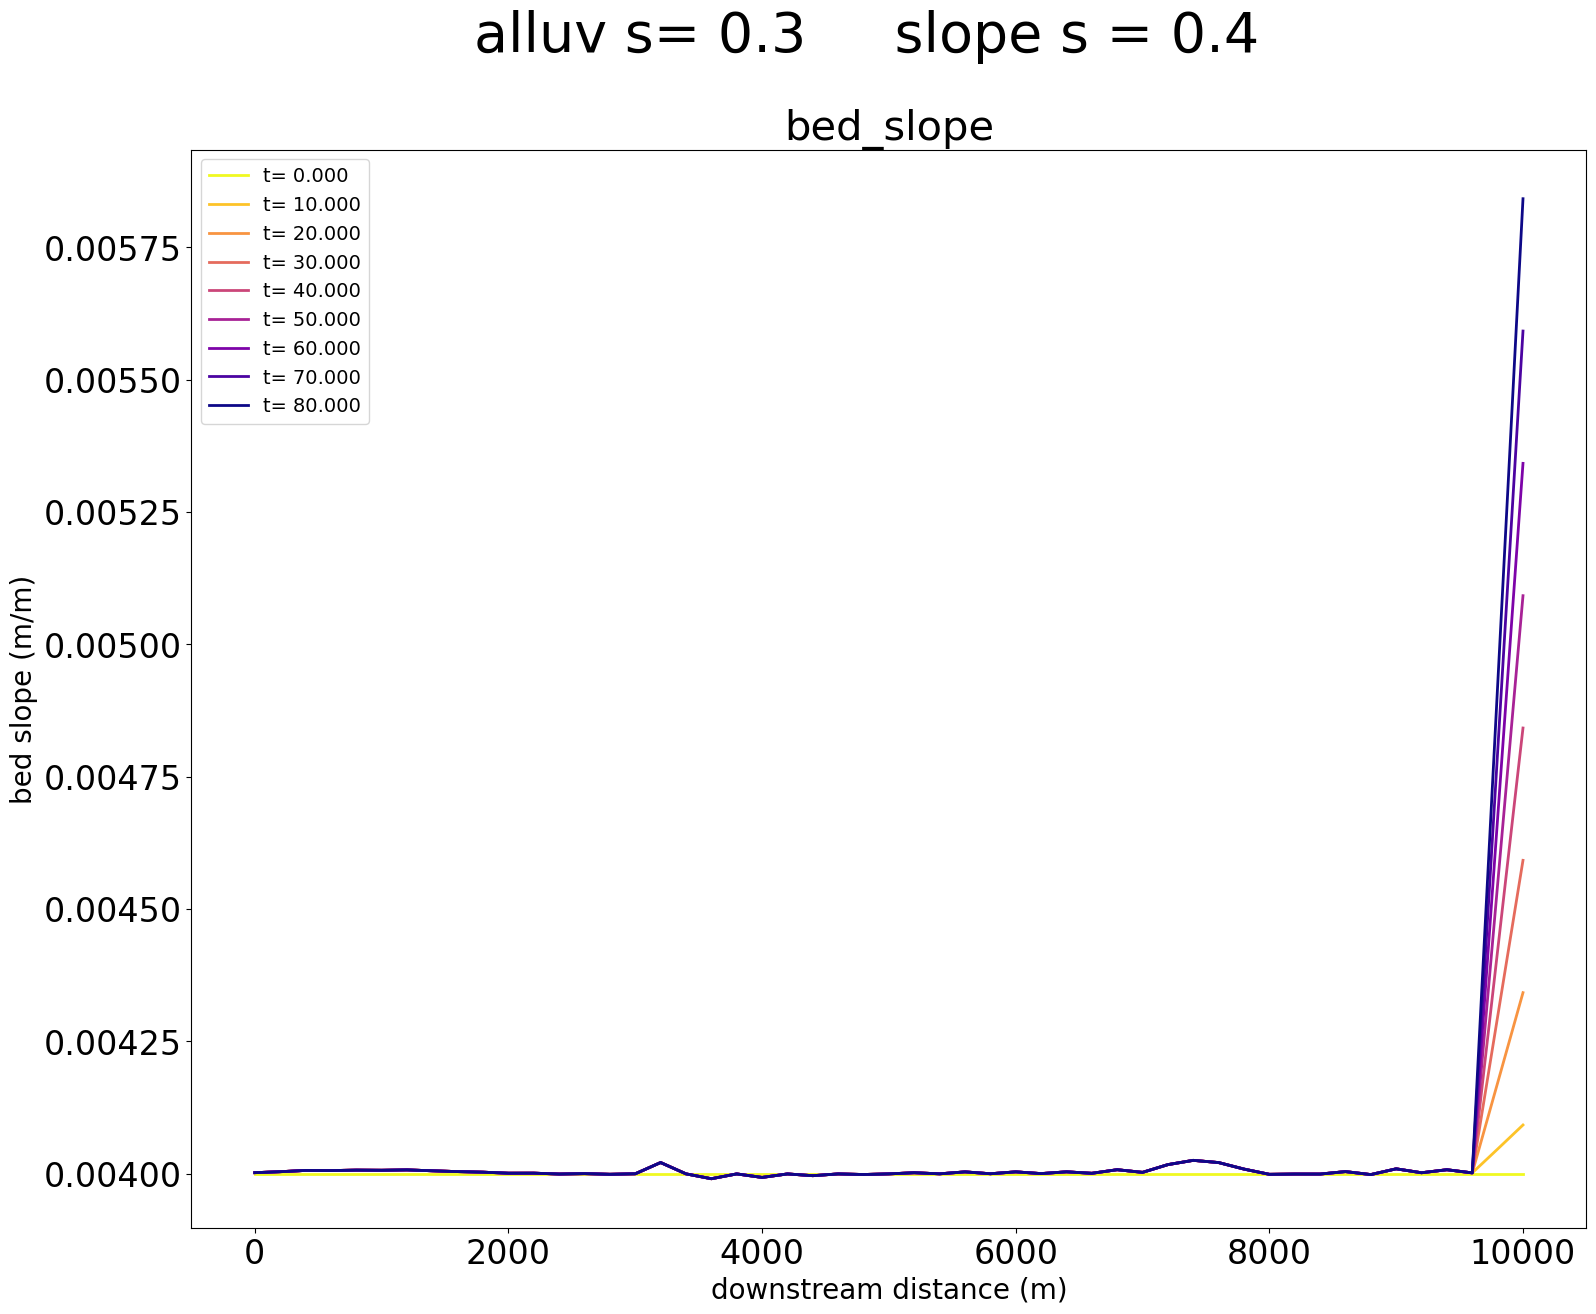 alluv s= 0.3     slope s = 0.4
bed_slope
t= 0.000
t= 10.000
t= 20.000
t= 30.000
t= 40.000
t= 50.000
t= 60.000
t= 70.000
t= 80.000
0.00575
0.00550
0.00525
0.00500
0.00475
0.00450
0.00425
0.00400
bed slope (m/m)
0 2000 4000 6000 8000 10000
downstream distance (m)